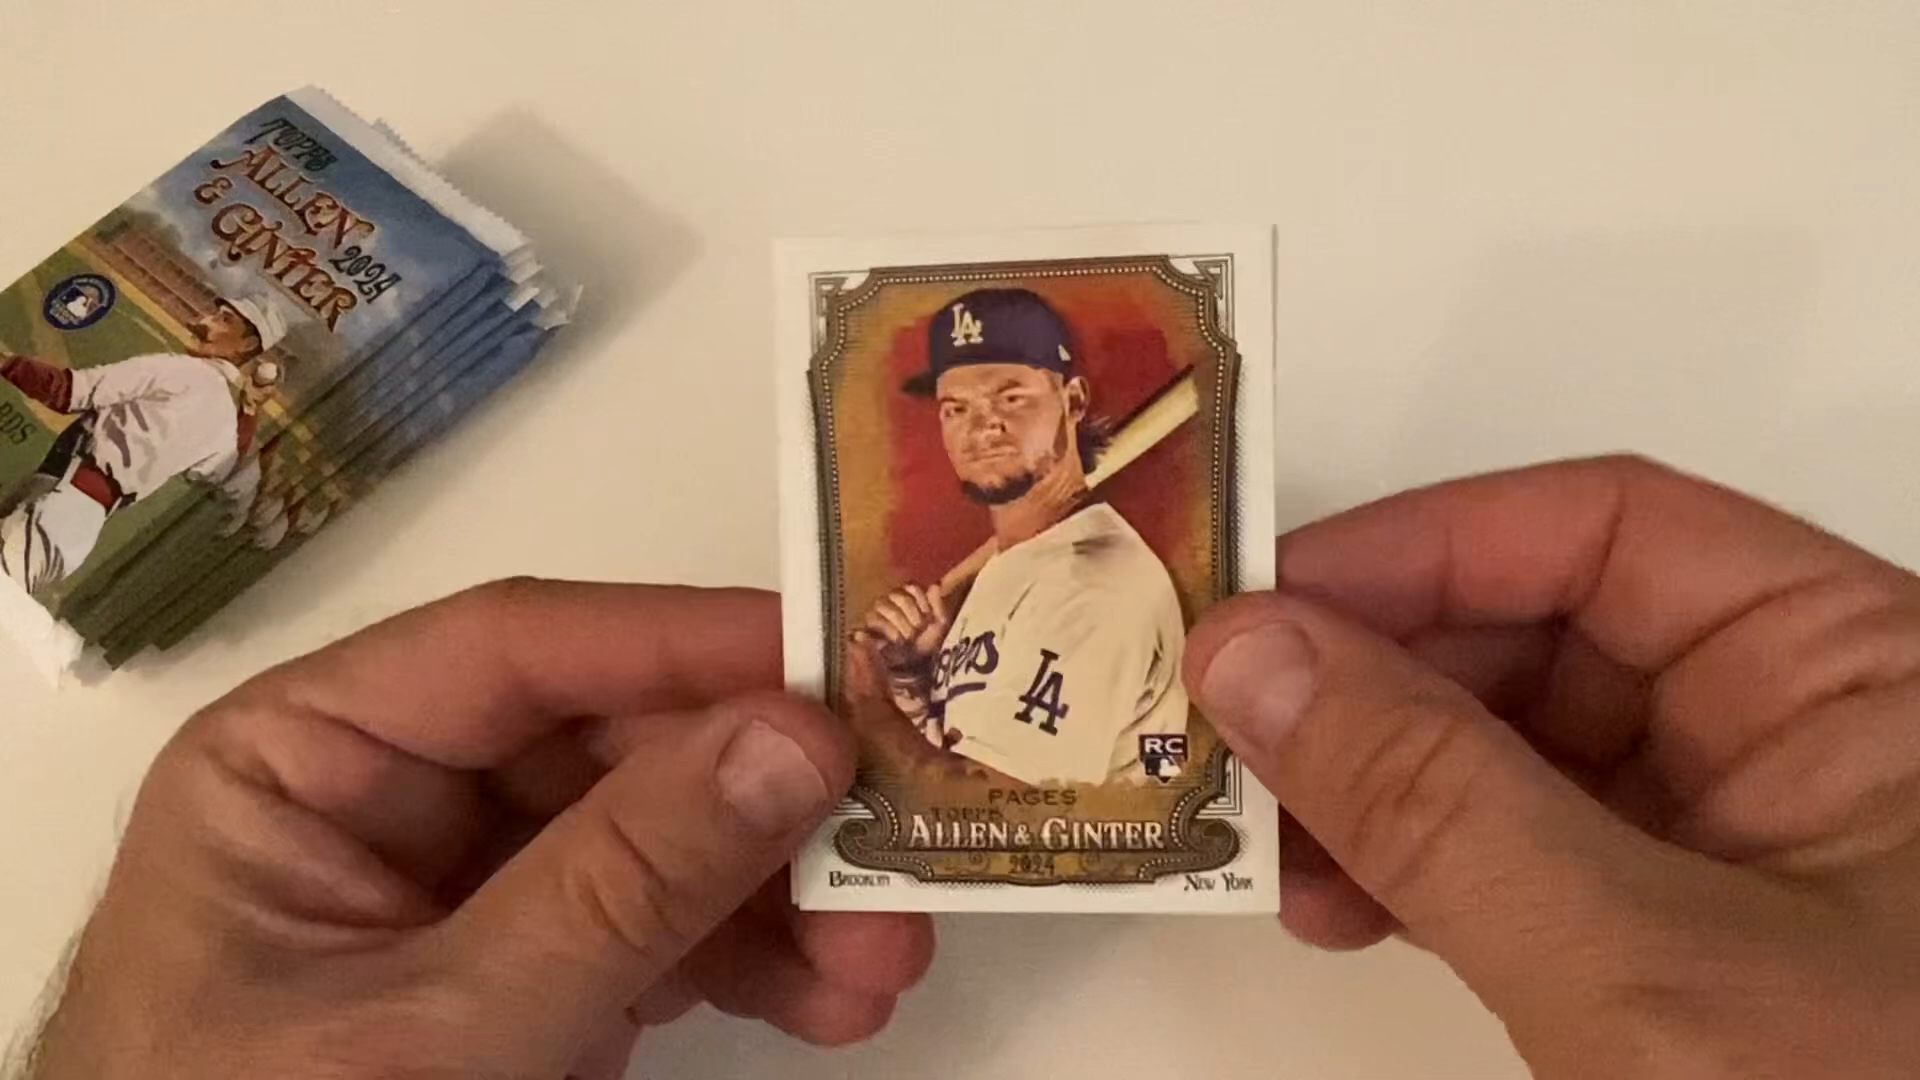 TOPPS
ALLEN
& GINTER
2024
LA
LA
RC
PAGES
TOPPS
ALLEN & GINTER
2024
BROOKLYN
NEW YORK